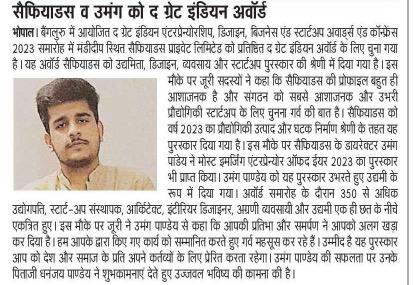 सैफियाडस व उमंग को द ग्रेट इंडियन अवॉर्ड
भोपाल। बैंगलुरु में आयोजित द ग्रेट इंडियन एंटरप्रेन्योरशिप, डिजाइन, बिजनेस एंड स्टार्टअप अवार्ड्स एंड कॉन्फ्रेंस
2023 समारोह में मंडीदीप स्थित सैफियाडस प्राइवेट लिमिटेड को प्रतिष्ठित द ग्रेट इंडियन अवॉर्ड के लिए चुना गया
है। यह अवॉर्ड सैफियाडस को उद्यमिता, डिजाइन, व्यवसाय और स्टार्टअप पुरस्कार की श्रेणी में दिया गया है। इस
मौके पर जूरी सदस्यों ने कहा कि सैफियाडस की प्रोफाइल बहुत ही
आशाजनक है और संगठन को सबसे आशाजनक और उभरी
प्रौद्योगिकी स्टार्टअप के लिए चुनना गर्व की बात है। सैफियाडस को
वर्ष 2023 का प्रौद्योगिकी उत्पाद और घटक निर्माण श्रेणी के तहत यह
पुरस्कार दिया गया है। इस मौके पर सैफियाडस के डायरेक्टर उमंग
पाण्डेय ने मोस्ट इमर्जिंग एंटरप्रेन्योर ऑफद ईयर 2023 का पुरस्कार
भी प्राप्त किया। उमंग पाण्डेय को यह पुरस्कार उभरते हुए उद्यमी के
रूप में दिया गया। अवॉर्ड समारोह के दौरान 350 से अधिक
उद्योगपति, स्टार्ट-अप संस्थापक, आर्किटेक्ट, इंटीरियर डिजाइनर, अग्रणी व्यवसायी और उद्यमी एक ही छत के नीचे
एकत्रित हुए। इस मौके पर जूरी ने उमंग पाण्डेय से कहा कि आपकी प्रतिभा और समर्पण ने आपको अलग खड़ा
कर दिया है। हम आपके द्वारा किए गए कार्य को सम्मानित करते हुए गर्व महसूस कर रहे हैं। उम्मीद है यह पुरस्कार
आप को देश और समाज के प्रति अपने कर्तव्यों के लिए प्रेरित करता रहेगा। उमंग पाण्डेय की सफलता पर उनके
पिताजी धनंजय पाण्डेय ने शुभकामनाएं देते हुए उज्जवल भविष्य की कामना की है।